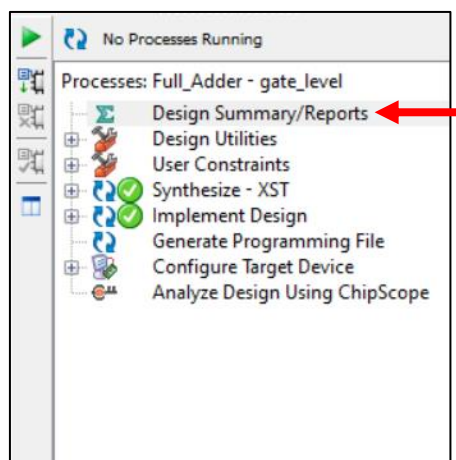 No Processes Running
Processes: Full_Adder - gate_level
Design Summary/Reports
Design Utilities
User Constraints
Synthesize - XST
Implement Design
Generate Programming File
Configure Target Device
Analyze Design Using ChipScope